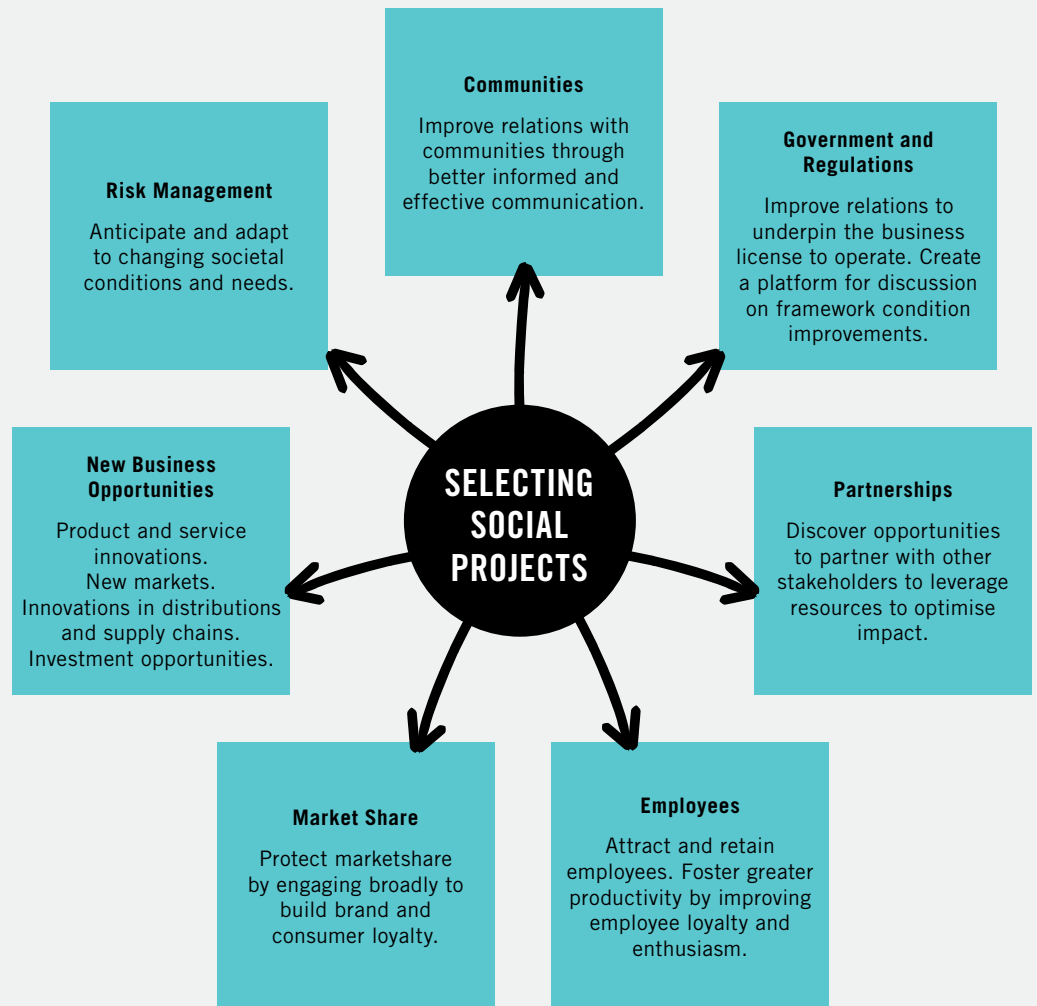 Communities
Improve relations with
communities through
better informed and
effective communication.
Government and
Regulations
Improve relations to
underpin the business
license to operate. Create
a platform for discussion
on framework condition
improvements.
Risk Management
Anticipate and adapt
to changing societal
conditions and needs.
SELECTING
SOCIAL
PROJECTS
New Business
Opportunities
Product and service
innovations.
New markets.
Innovations in distributions
and supply chains.
Investment opportunities.
Partnerships
Discover opportunities
to partner with other
stakeholders to leverage
resources to optimise
impact.
Market Share
Protect marketshare
by engaging broadly to
build brand and
consumer loyalty.
Employees
Attract and retain
employees. Foster greater
productivity by improving
employee loyalty and
enthusiasm.